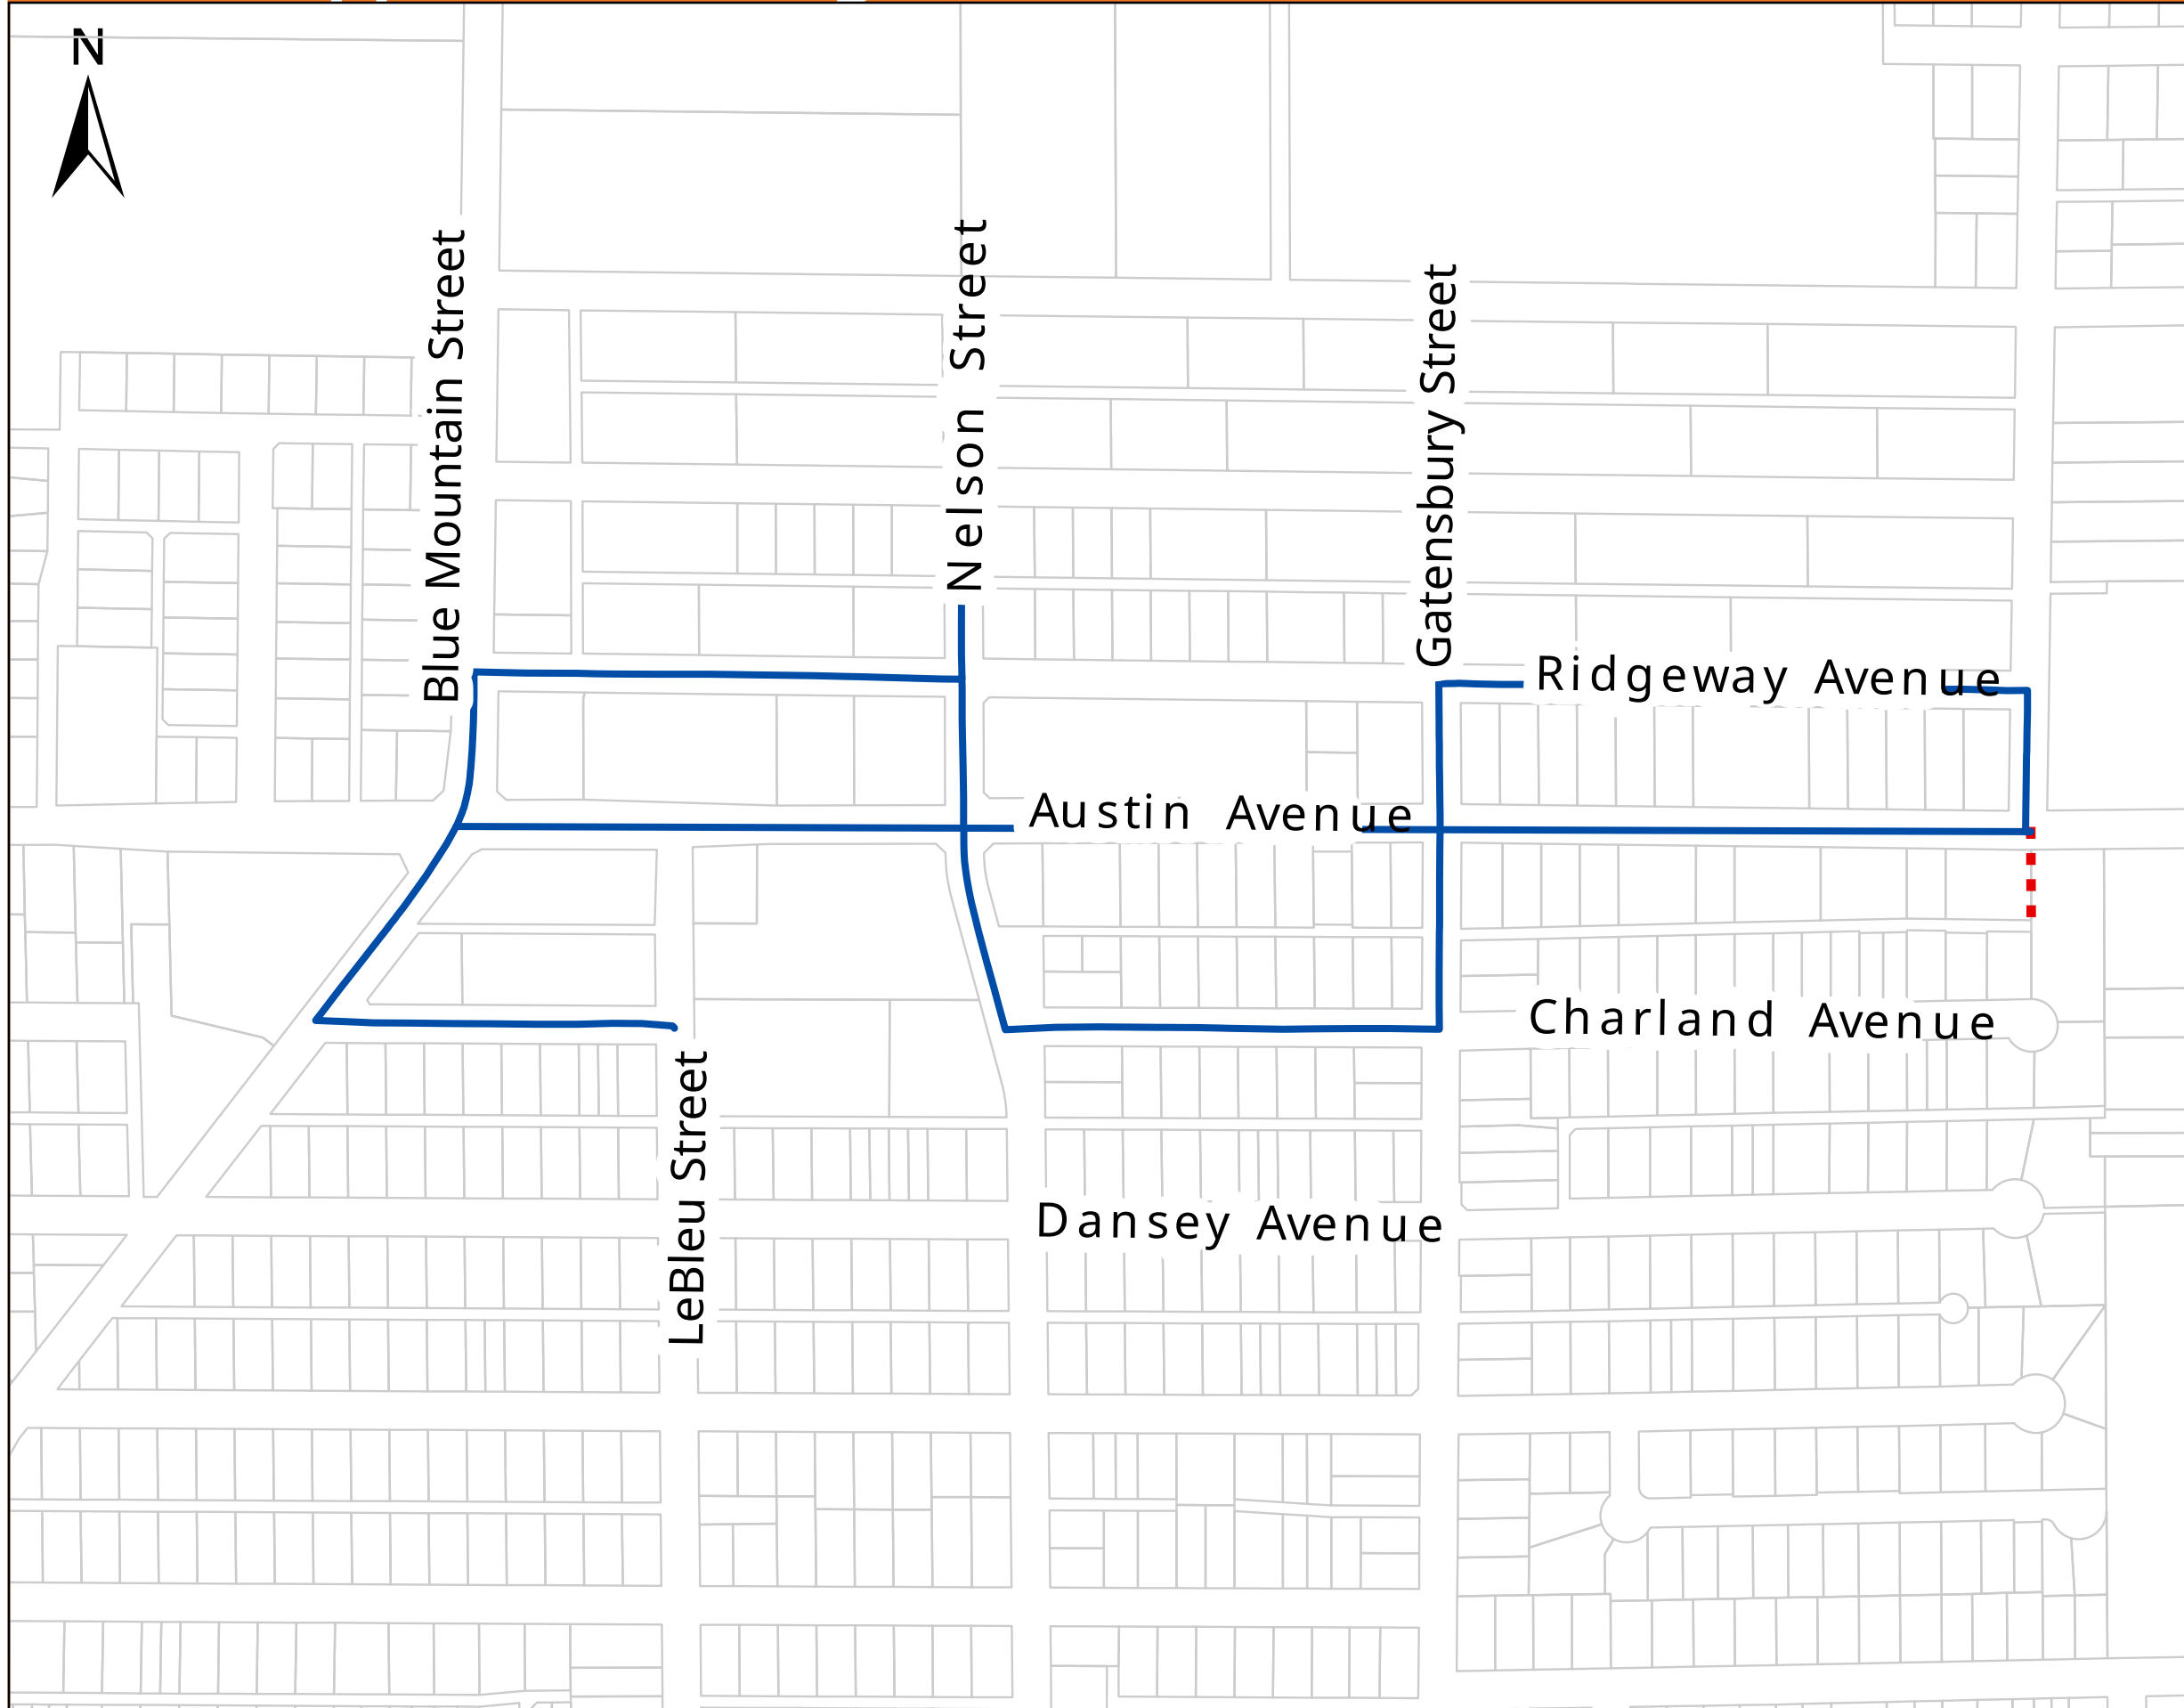 N
Blue Mountain Street
Nelson Street
Gatensbury Street
Ridgeway Avenue
Austin Avenue
Charland Avenue
LeBleu Street
Dansey Avenue